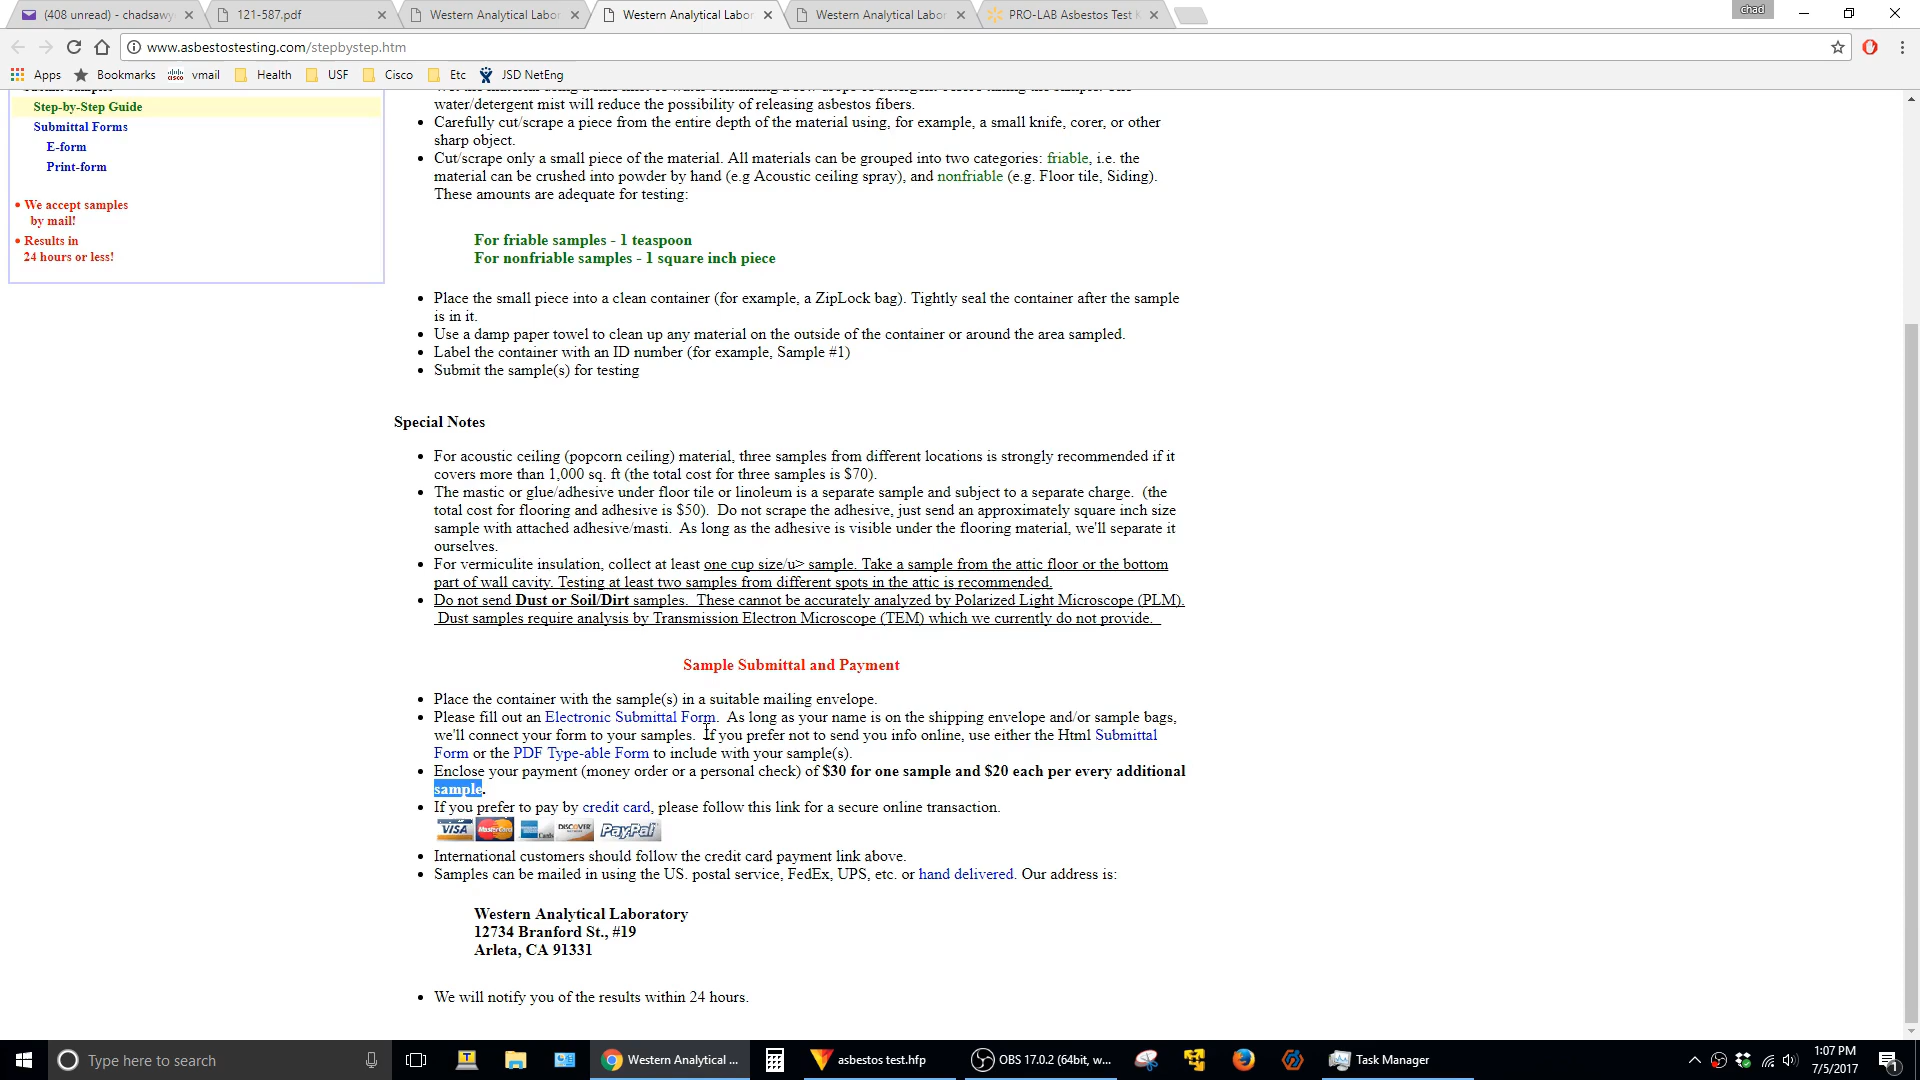 (408 unread) - chadsawy
121-587.pdf
Western Analytical Labor
Western Analytical Labor
Western Analytical Labor
PRO-LAB Asbestos Test K
chad
www.asbestostesting.com/stepbystep.htm
Apps
Bookmarks
vmail
Health
USF
Cisco
Etc
JSD NetEng
Step-by-Step Guide
Submittal Forms
E-form
Print-form
• We accept samples
by mail!
• Results in
24 hours or less!
water/detergent mist will reduce the possibility of releasing asbestos fibers.
• Carefully cut/scrape a piece from the entire depth of the material using, for example, a small knife, corer, or other
sharp object.
• Cut/scrape only a small piece of the material. All materials can be grouped into two categories: friable, i.e. the
material can be crushed into powder by hand (e.g Acoustic ceiling spray), and nonfriable (e.g. Floor tile, Siding).
These amounts are adequate for testing:
For friable samples - 1 teaspoon
For nonfriable samples - 1 square inch piece
• Place the small piece into a clean container (for example, a ZipLock bag). Tightly seal the container after the sample
is in it.
• Use a damp paper towel to clean up any material on the outside of the container or around the area sampled.
• Label the container with an ID number (for example, Sample #1)
• Submit the sample(s) for testing
Special Notes
• For acoustic ceiling (popcorn ceiling) material, three samples from different locations is strongly recommended if it
covers more than 1,000 sq. ft (the total cost for three samples is $70).
• The mastic or glue/adhesive under floor tile or linoleum is a separate sample and subject to a separate charge. (the
total cost for flooring and adhesive is $50). Do not scrape the adhesive, just send an approximately square inch size
sample with attached adhesive/masti. As long as the adhesive is visible under the flooring material, we'll separate it
ourselves.
• For vermiculite insulation, collect at least one cup size/u> sample. Take a sample from the attic floor or the bottom
part of wall cavity. Testing at least two samples from different spots in the attic is recommended.
• Do not send Dust or Soil/Dirt samples. These cannot be accurately analyzed by Polarized Light Microscope (PLM).
Dust samples require analysis by Transmission Electron Microscope (TEM) which we currently do not provide.
Sample Submittal and Payment
• Place the container with the sample(s) in a suitable mailing envelope.
• Please fill out an Electronic Submittal Form. As long as your name is on the shipping envelope and/or sample bags,
we'll connect your form to your samples. If you prefer not to send you info online, use either the Html Submittal
Form or the PDF Type-able Form to include with your sample(s).
• Enclose your payment (money order or a personal check) of $30 for one sample and $20 each per every additional
sample.
• If you prefer to pay by credit card, please follow this link for a secure online transaction.
VISA MasterCard DISCOVER PayPal
• International customers should follow the credit card payment link above.
• Samples can be mailed in using the US. postal service, FedEx, UPS, etc. or hand delivered. Our address is:
Western Analytical Laboratory
12734 Branford St., #19
Arleta, CA 91331
• We will notify you of the results within 24 hours.
Type here to search
Western Analytical ...
asbestos test.hfp
OBS 17.0.2 (64bit, w...
Task Manager
1:07 PM
7/5/2017